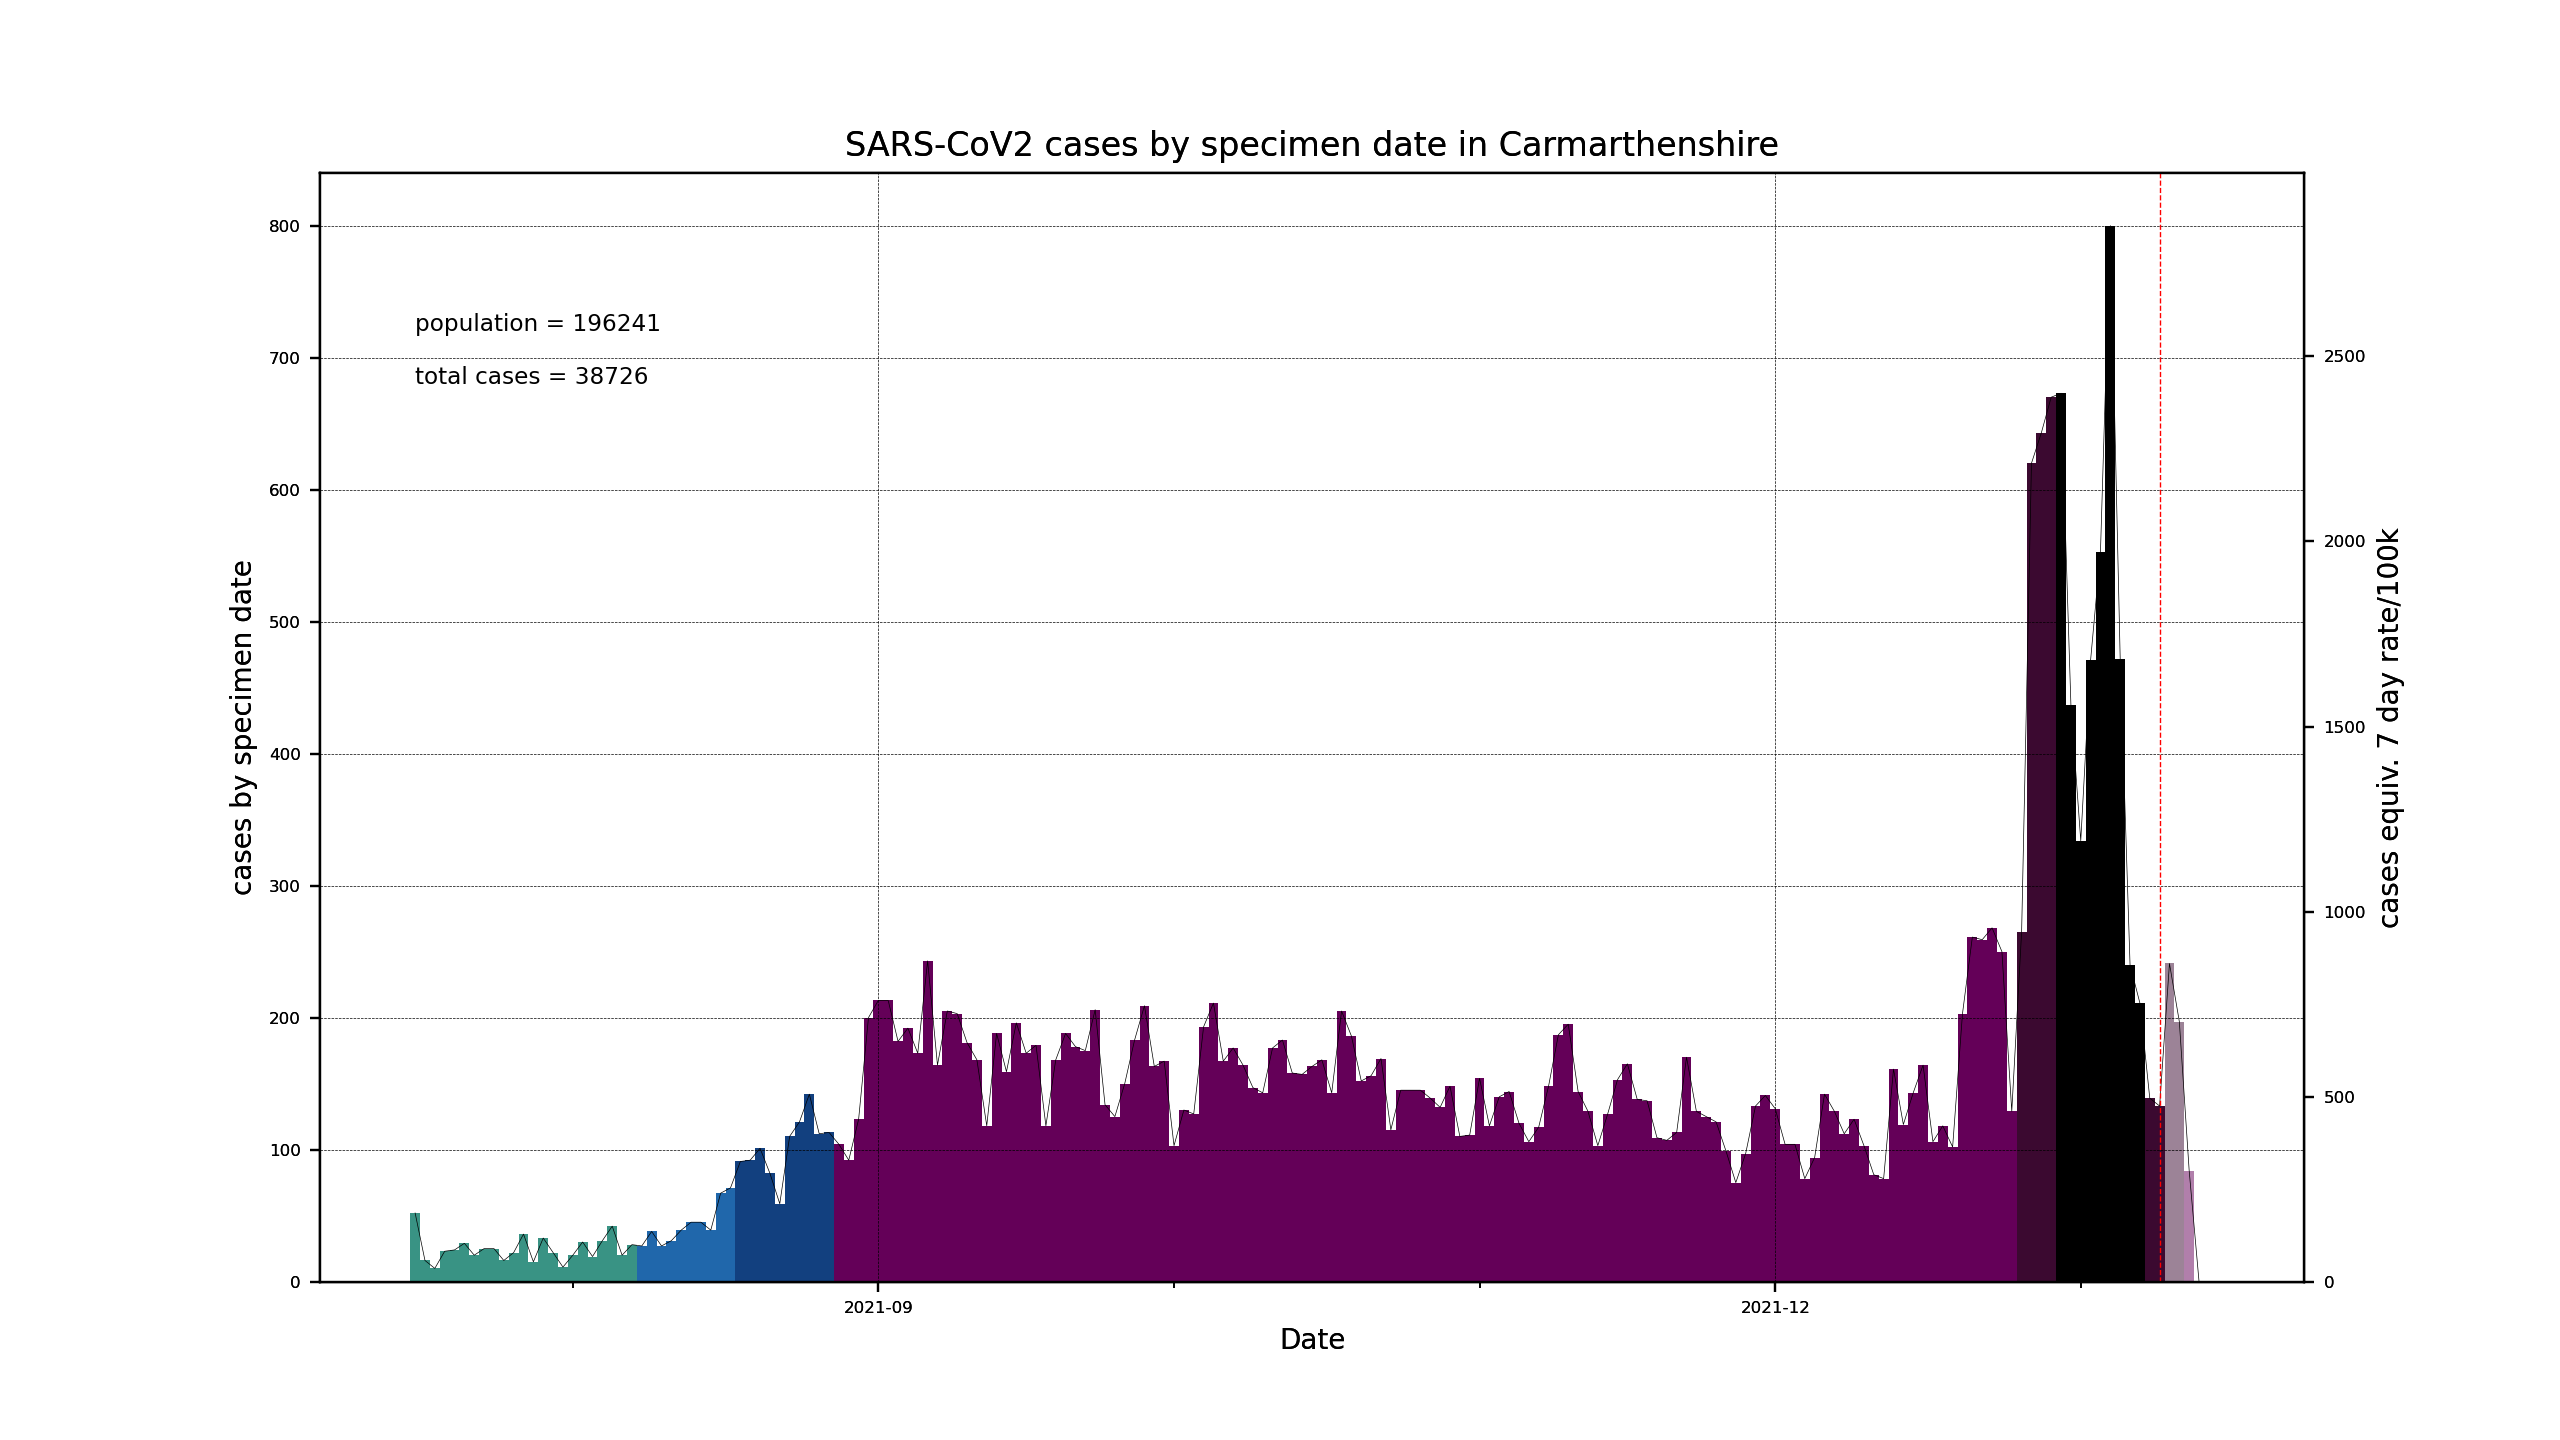 SARS-CoV2 cases by specimen date in Carmarthenshire
population = 196241
total cases = 38726
cases by specimen date
800
700
600
500
400
300
200
100
0
2500
2000
1500
1000
500
0
cases equiv. 7 day rate/100k
2021-09
2021-12
Date